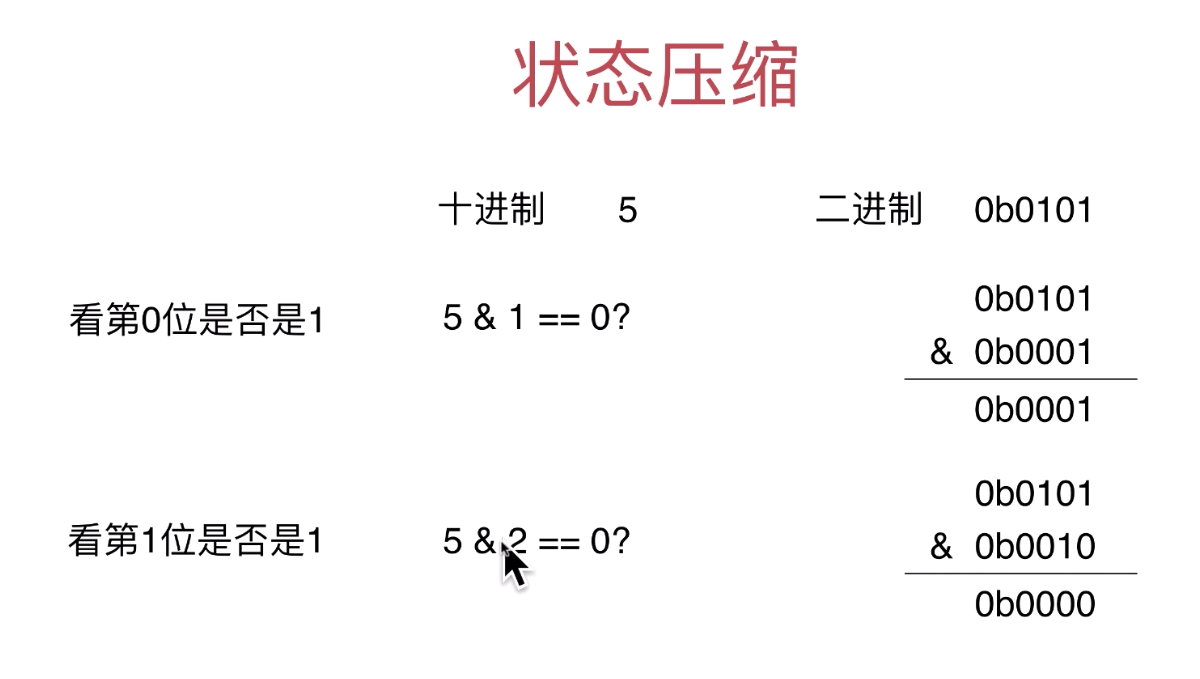 状态压缩
十进制 5 二进制 0b0101
看第0位是否是1 5 & 1 == 0?
0b0101
& 0b0001
0b0001
看第1位是否是1 5 & 2 == 0?
0b0101
& 0b0010
0b0000